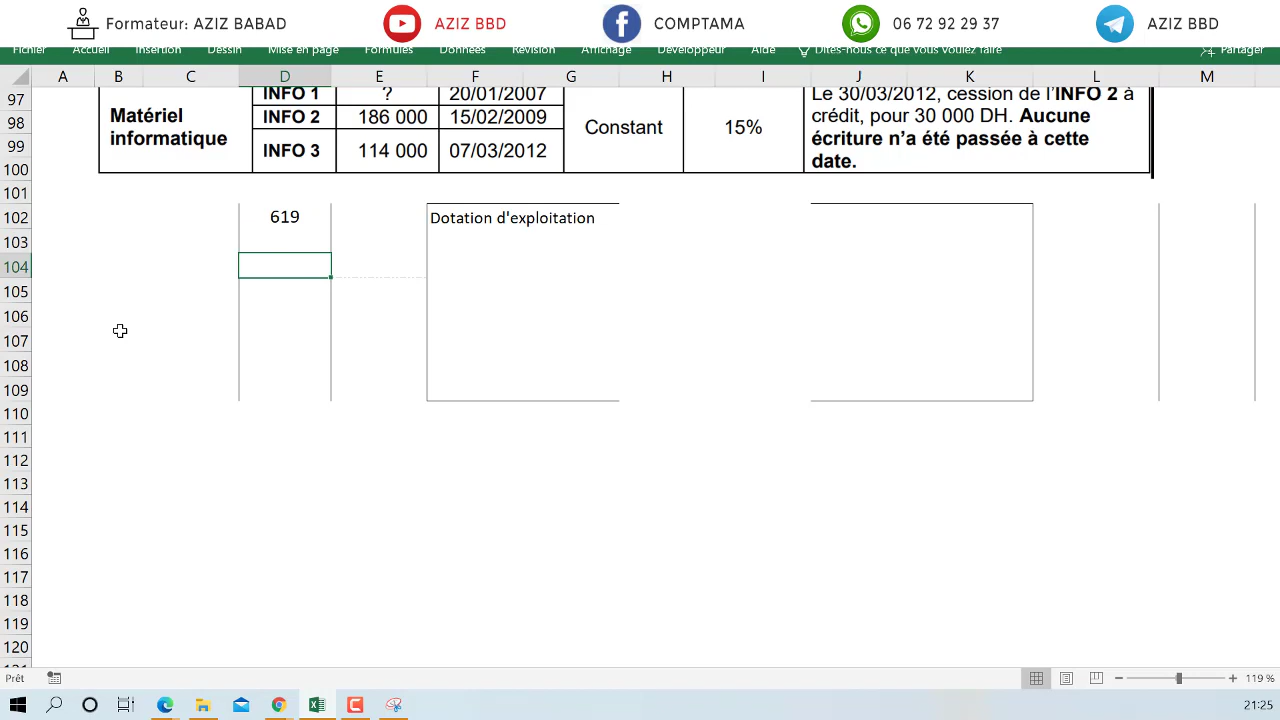 Formateur: AZIZ BABAD
AZIZ BBD
COMPTAMA
06 72 92 29 37
AZIZ BBD
Fichier Accueil Insertion Dessin Mise en page Formules Données Révision Affichage Développeur Aide Dites-nous ce que vous voulez faire Partager
A B C D E F G H I J K L M
97 INFO 1 ? 20/01/2007
98 INFO 2 186 000 15/02/2009
99 INFO 3 114 000 07/03/2012
100
Matériel
informatique
Constant
15%
Le 30/03/2012, cession de l'INFO 2 à
crédit, pour 30 000 DH. Aucune
écriture n'a été passée à cette
date.
101
102 619 Dotation d'exploitation
103
104
105
106
107
108
109
110
111
112
113
114
115
116
117
118
119
120
Prêt
119 %
21:25